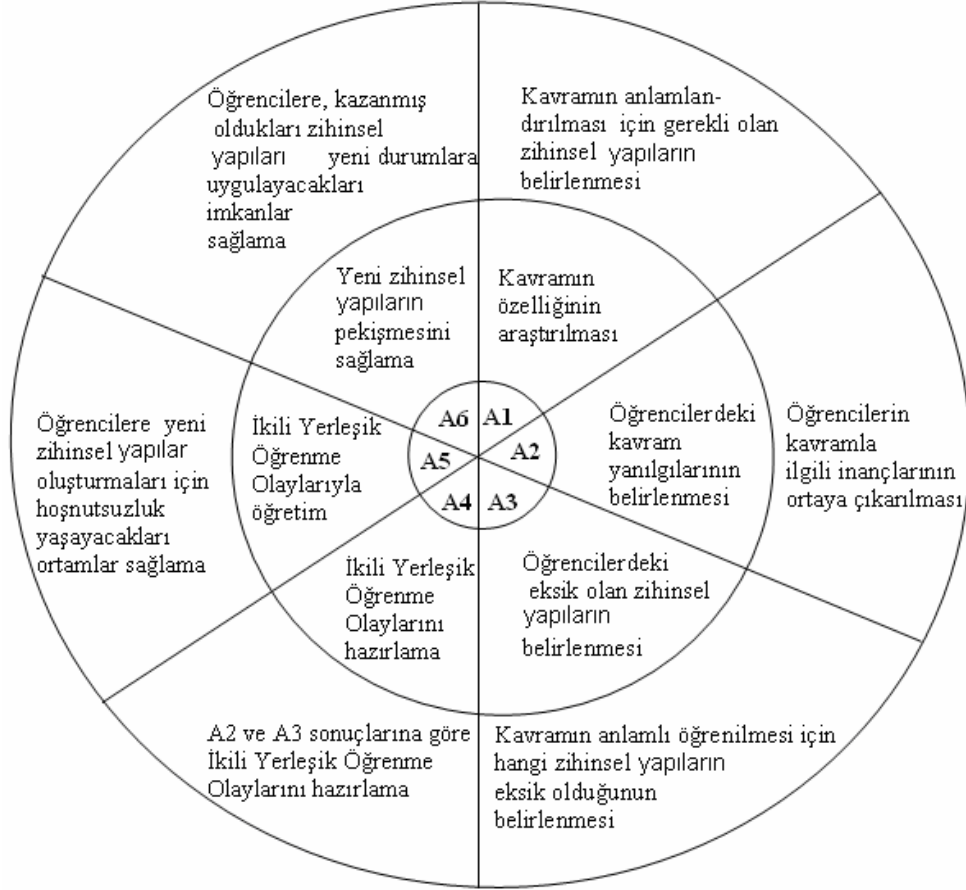 Öğrencilere, kazanmış
oldukları zihinsel
yapıları yeni durumlara
uygulayacakları
imkanlar
sağlama
Kavramın anlamlan-
dırılması için gerekli olan
zihinsel yapıların
belirlenmesi
Yeni zihinsel
yapıların
pekişmesini
sağlama
Kavramın
özelliğinin
araştırılması
A6
A1
A5
A2
A4
A3
Öğrencilere yeni
zihinsel yapılar
oluşturmaları için
hoşnutsuzluk
yaşayacakları
ortamlar sağlama
İkili Yerleşik
Öğrenme
Olaylarıyla
öğretim
Öğrencilerdeki
kavram
yanılgılarının
belirlenmesi
Öğrencilerin
kavramla
ilgili inançlarının
ortaya çıkarılması
İkili Yerleşik
Öğrenme
Olaylarını
hazırlama
Öğrencilerdeki
eksik olan zihinsel
yapıların
belirlenmesi
A2 ve A3 sonuçlarına göre
İkili Yerleşik Öğrenme
Olaylarını hazırlama
Kavramın anlamlı öğrenilmesi için
hangi zihinsel yapıların
eksik olduğunun
belirlenmesi